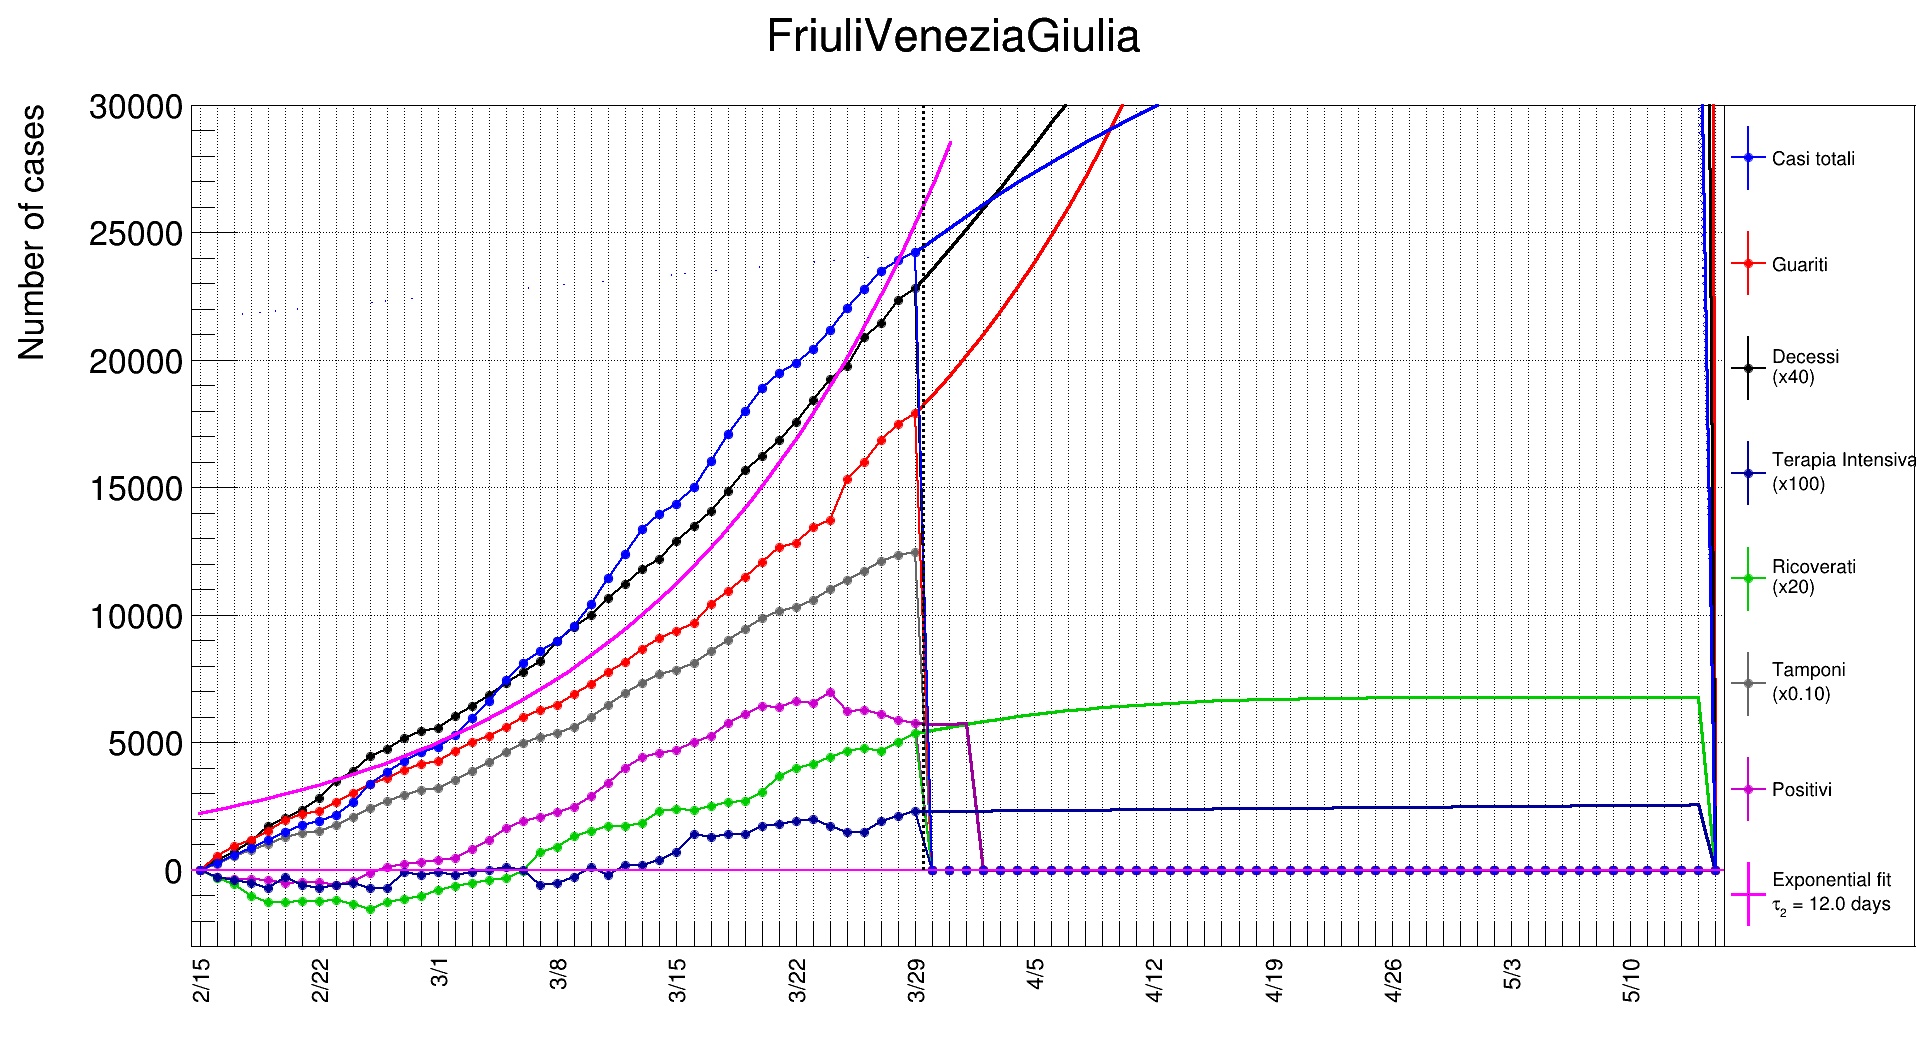 FriuliVeneziaGiulia
Number of cases
30000
25000
20000
15000
10000
5000
0
2/15
2/22
3/1
3/8
3/15
3/22
3/29
4/5
4/12
4/19
4/26
5/3
5/10
Casi totali
Guariti
Decessi
(x40)
Terapia Intensiva
(x100)
Ricoverati
(x20)
Tamponi
(x0.10)
Positivi
Exponential fit
τ2 = 12.0 days